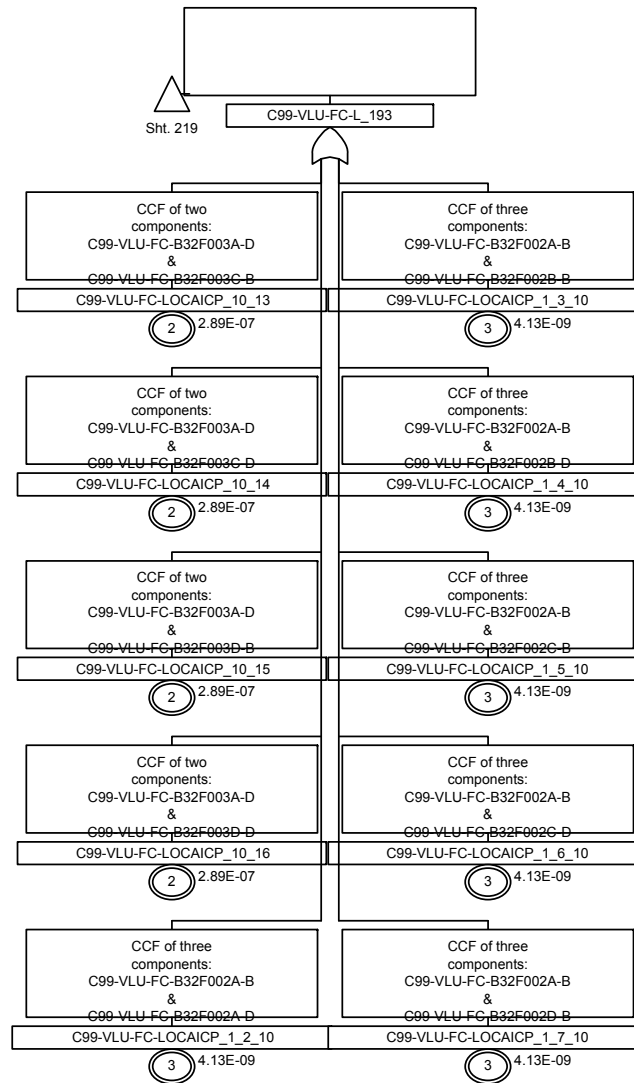 Sht. 219
C99-VLU-FC-L_193
CCF of two
components:
C99-VLU-FC-B32F003A-D
&
C99-VLU-FC-B32F003C-B
C99-VLU-FC-LOCAICP_10_13
2
2.89E-07
CCF of three
components:
C99-VLU-FC-B32F002A-B
&
C99-VLU-FC-B32F002B-B
C99-VLU-FC-LOCAICP_1_3_10
3
4.13E-09
CCF of two
components:
C99-VLU-FC-B32F003A-D
&
C99-VLU-FC-B32F003C-D
C99-VLU-FC-LOCAICP_10_14
2
2.89E-07
CCF of three
components:
C99-VLU-FC-B32F002A-B
&
C99-VLU-FC-B32F002B-D
C99-VLU-FC-LOCAICP_1_4_10
3
4.13E-09
CCF of two
components:
C99-VLU-FC-B32F003A-D
&
C99-VLU-FC-B32F003D-B
C99-VLU-FC-LOCAICP_10_15
2
2.89E-07
CCF of three
components:
C99-VLU-FC-B32F002A-B
&
C99-VLU-FC-B32F002C-B
C99-VLU-FC-LOCAICP_1_5_10
3
4.13E-09
CCF of two
components:
C99-VLU-FC-B32F003A-D
&
C99-VLU-FC-B32F003D-D
C99-VLU-FC-LOCAICP_10_16
2
2.89E-07
CCF of three
components:
C99-VLU-FC-B32F002A-B
&
C99-VLU-FC-B32F002C-D
C99-VLU-FC-LOCAICP_1_6_10
3
4.13E-09
CCF of three
components:
C99-VLU-FC-B32F002A-B
&
C99-VLU-FC-B32F002A-D
C99-VLU-FC-LOCAICP_1_2_10
3
4.13E-09
CCF of three
components:
C99-VLU-FC-B32F002A-B
&
C99-VLU-FC-B32F002D-B
C99-VLU-FC-LOCAICP_1_7_10
3
4.13E-09